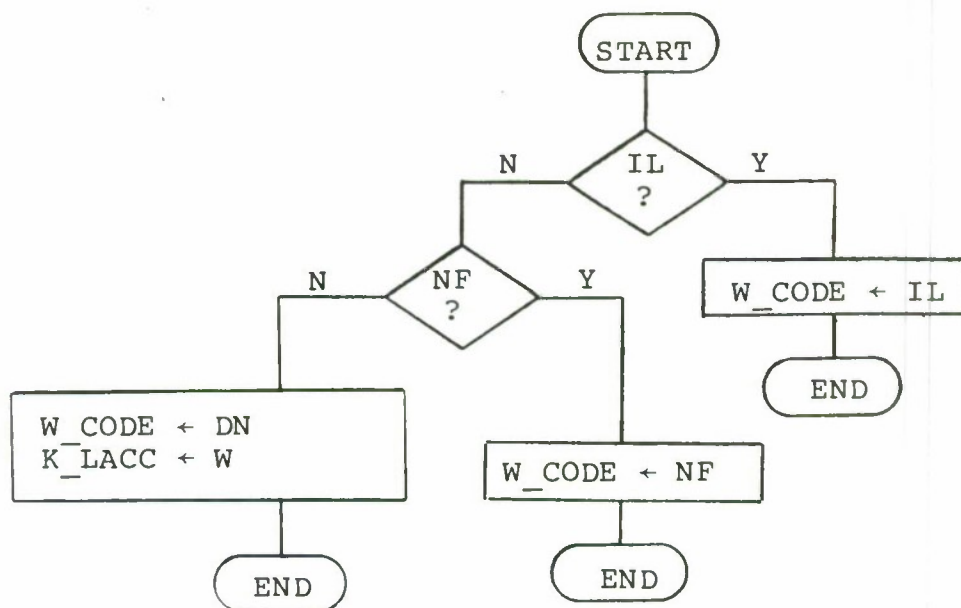 START
N
IL
?
Y
N
NF
?
Y
W_CODE ← IL
END
W_CODE ← DN
K_LACC ← W
W_CODE ← NF
END
END